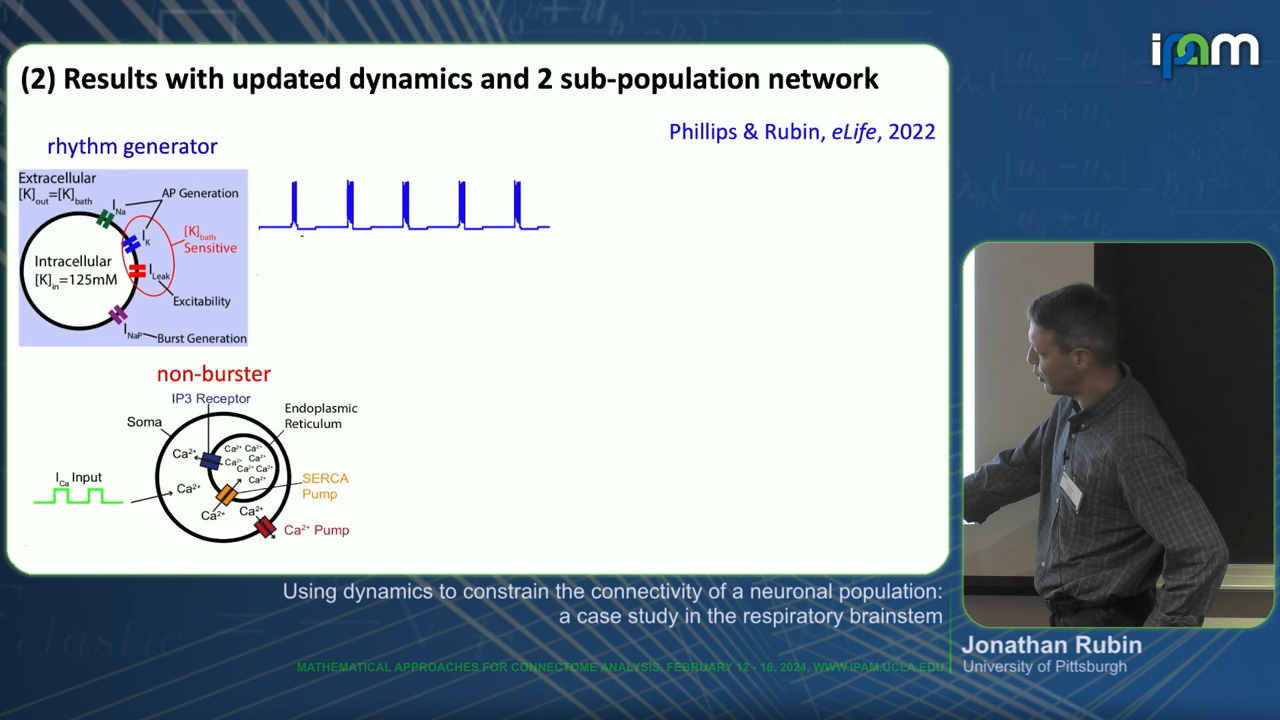 ipam
(2) Results with updated dynamics and 2 sub-population network
Phillips & Rubin, eLife, 2022
rhythm generator
Extracellular
[K]out=[K]bath
INa
AP Generation
IK
[K]bath
Sensitive
Intracellular
[K]in=125mM
ILeak
Excitability
INaP
Burst Generation
non-burster
IP3 Receptor
Endoplasmic
Reticulum
Soma
Ca²⁺ Ca²⁺
Ca²⁺
Ca²⁺ Ca²⁺
Ca²⁺ Ca²⁺
Ca²⁺
ICa Input
Ca²⁺
SERCA
Pump
Ca²⁺ Ca²⁺
Ca²⁺ Pump
Using dynamics to constrain the connectivity of a neuronal population:
a case study in the respiratory brainstem
Jonathan Rubin
University of Pittsburgh
MATHEMATICAL APPROACHES FOR CONNECTOME ANALYSIS, FEBRUARY 12 - 16, 2024, WWW.IPAM.UCLA.EDU
elastic